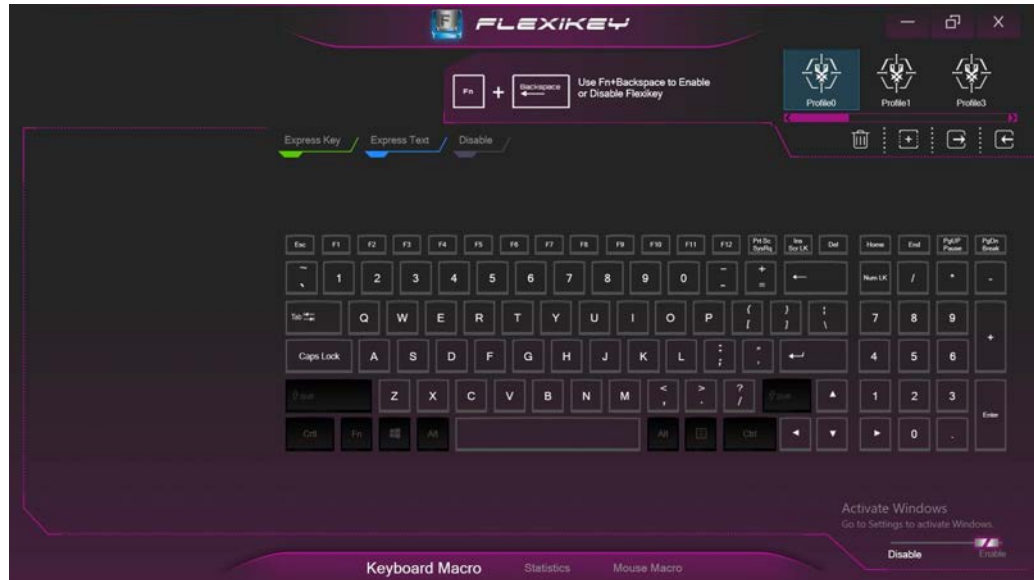 FLEXIKEY
Fn + Backspace Use Fn+Backspace to Enable
or Disable Flexikey
Profile0 Profile1 Profile3
Express Key / Express Text / Disable /
Esc F1 F2 F3 F4 F5 F6 F7 F8 F9 F10 F11 F12 Prt Sc SysRq Ins Scr LK Del Home End PgUP Pause PgDn Break
~ ` 1 2 3 4 5 6 7 8 9 0 - _ + = ← Num LK / * -
Tab Q W E R T Y U I O P { [ } ] | \ 7 8 9 +
Caps Lock A S D F G H J K L : ; " ' 4 5 6
Z X C V B N M < , > . ? / ▲ 1 2 3 Enter
Crtl Fn Alt Alt Ctrl ◄ ▼ ► 0 .
Activate Windows
Go to Settings to activate Windows.
Disable Enable
Keyboard Macro Statistics Mouse Macro